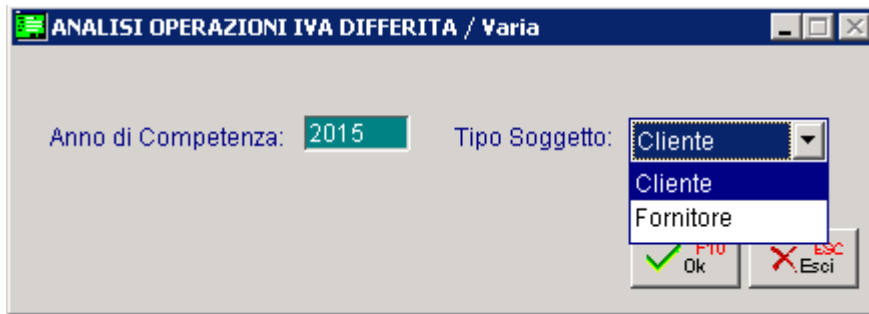 ANALISI OPERAZIONI IVA DIFFERITA / Varia
Anno di Competenza: 2015 Tipo Soggetto: Cliente
Cliente
Fornitore
F10 ESC
Ok Esci